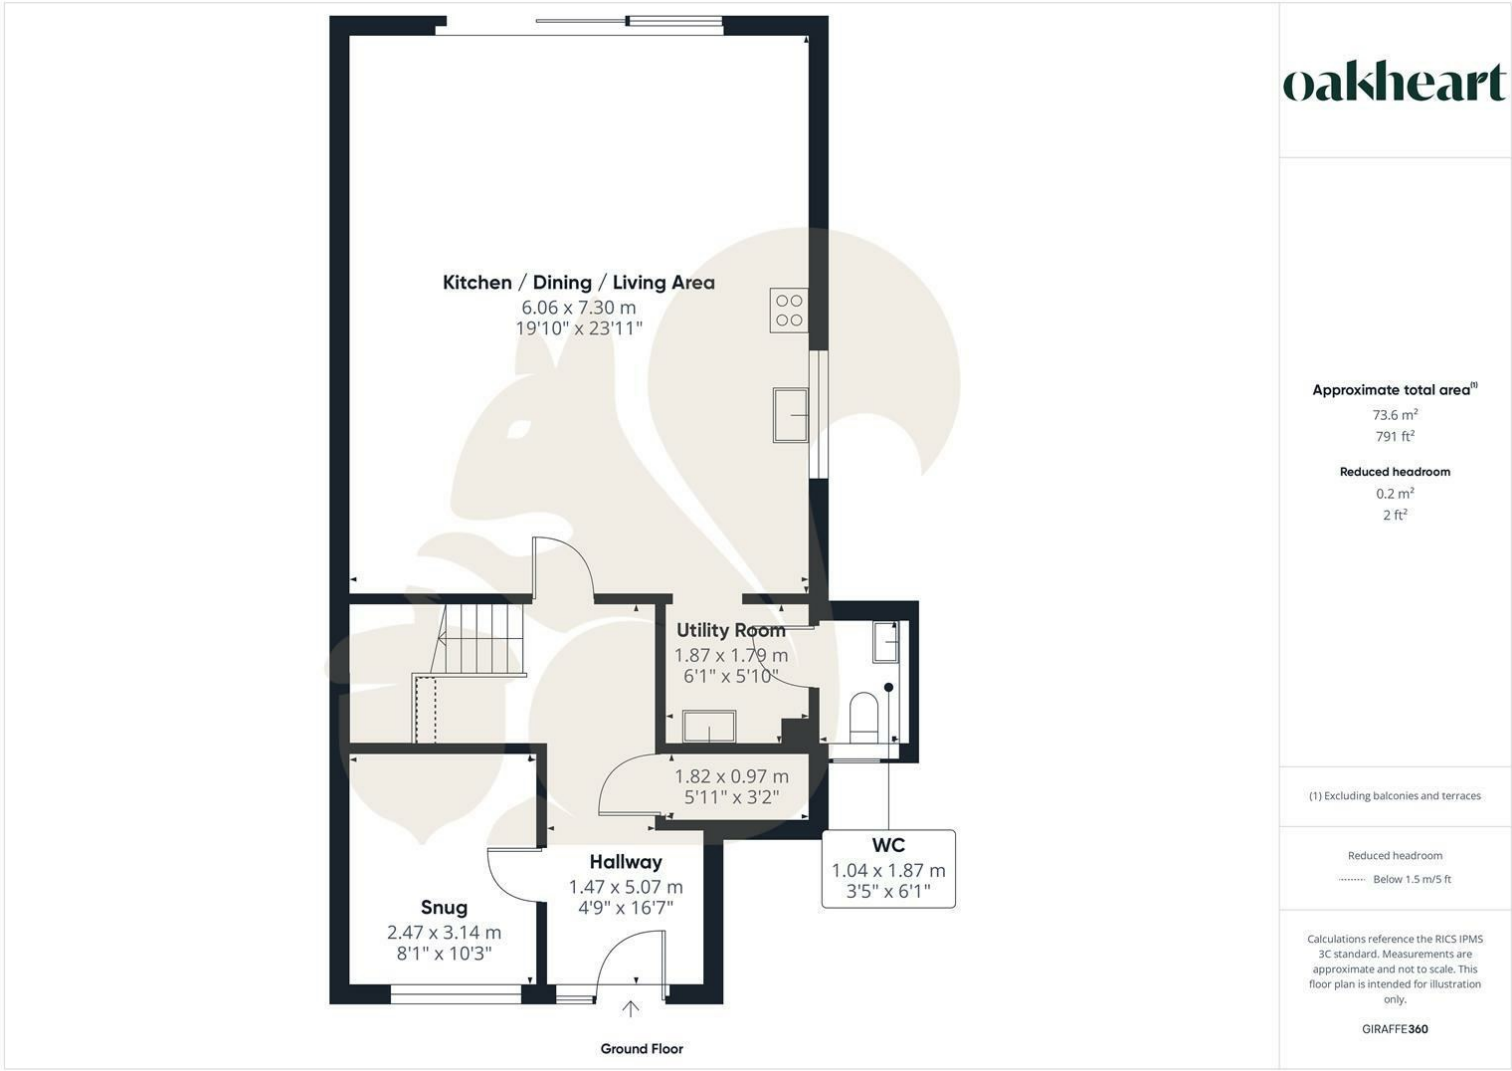 oakheart
Kitchen / Dining / Living Area
6.06 x 7.30 m
19'10" x 23'11"
Utility Room
1.87 x 1.79 m
6'1" x 5'10"
1.82 x 0.97 m
5'11" x 3'2"
WC
1.04 x 1.87 m
3'5" x 6'1"
Hallway
1.47 x 5.07 m
4'9" x 16'7"
Snug
2.47 x 3.14 m
8'1" x 10'3"
Ground Floor
Approximate total area(1)
73.6 m²
791 ft²
Reduced headroom
0.2 m²
2 ft²
(1) Excluding balconies and terraces
Reduced headroom
Below 1.5 m/5 ft
Calculations reference the RICS IPMS
3C standard. Measurements are
approximate and not to scale. This
floor plan is intended for illustration
only.
GIRAFFE360